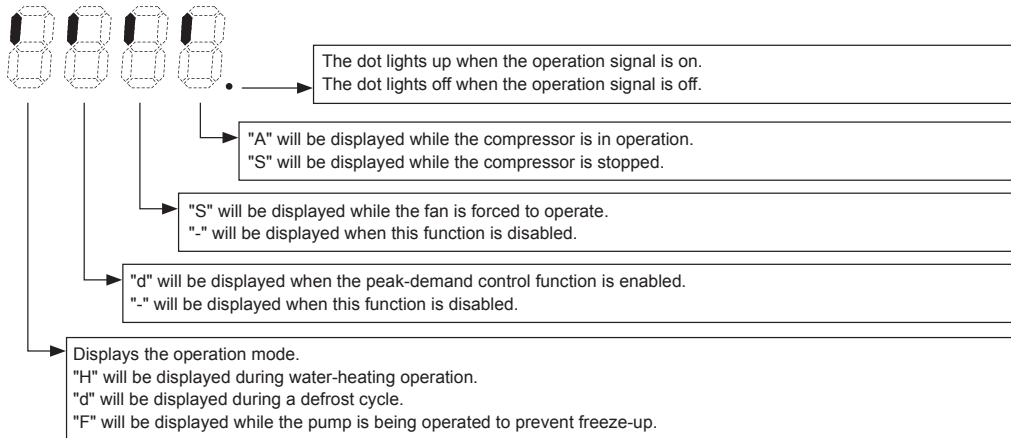 The dot lights up when the operation signal is on.
The dot lights off when the operation signal is off.
"A" will be displayed while the compressor is in operation.
"S" will be displayed while the compressor is stopped.
"S" will be displayed while the fan is forced to operate.
"-" will be displayed when this function is disabled.
"d" will be displayed when the peak-demand control function is enabled.
"-" will be displayed when this function is disabled.
Displays the operation mode.
"H" will be displayed during water-heating operation.
"d" will be displayed during a defrost cycle.
"F" will be displayed while the pump is being operated to prevent freeze-up.